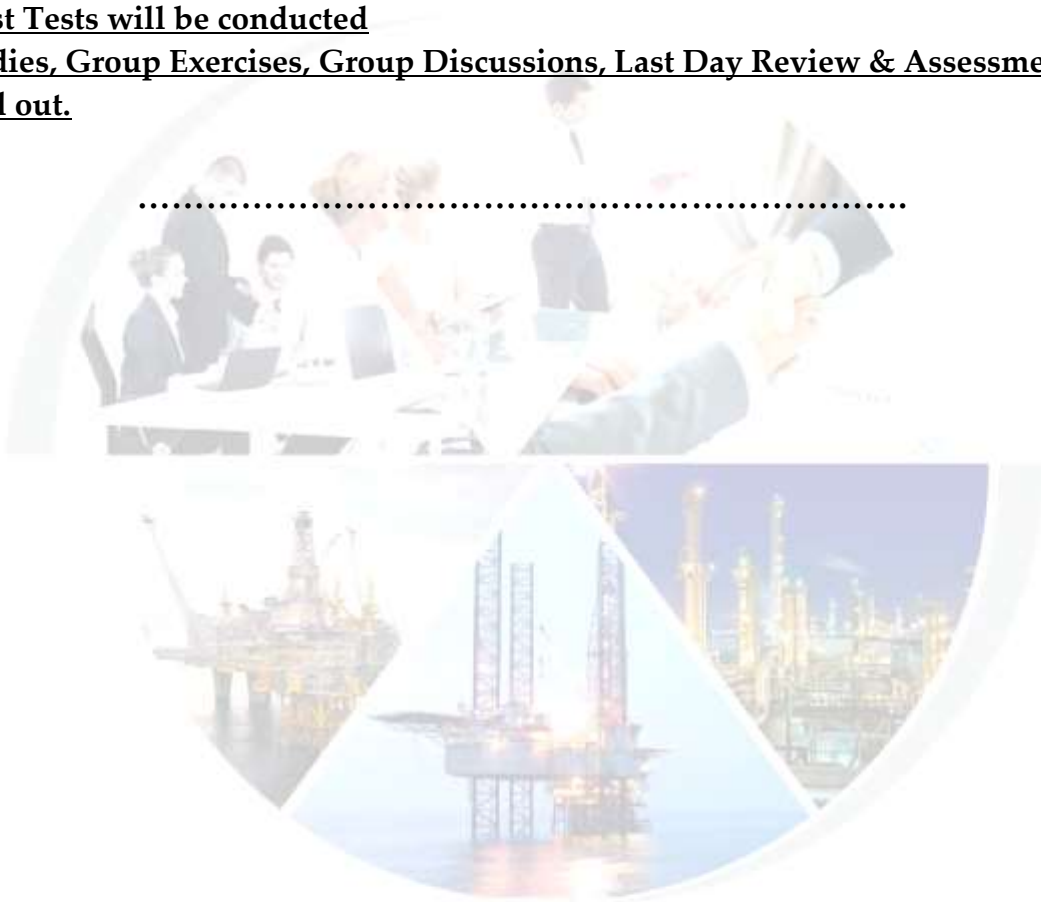 st Tests will be conducted
dies, Group Exercises, Group Discussions, Last Day Review & Assessme
l out.
………………………………………………………….